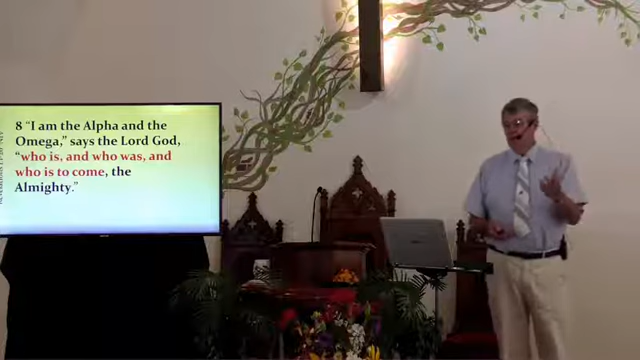 8 “I am the Alpha and the
Omega,” says the Lord God,
“who is, and who was, and
who is to come, the
Almighty.”